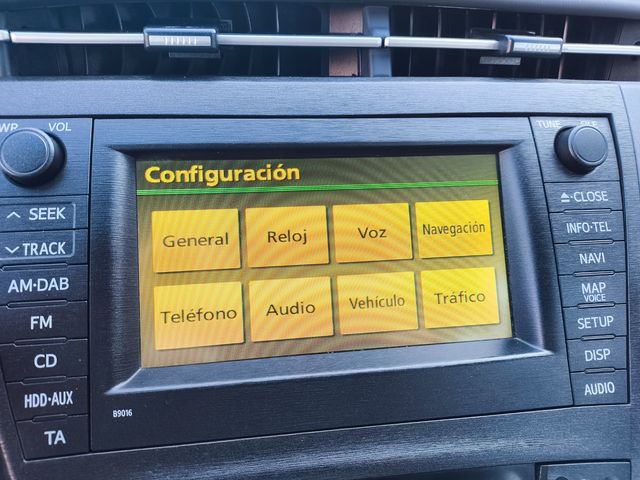 VOL
TUNE
SEEK
TRACK
AM·DAB
FM
CD
HDD·AUX
TA
Configuración
General
Reloj
Voz
Navegación
Teléfono
Audio
Vehículo
Tráfico
B9016
CLOSE
INFO·TEL
NAVI
MAP
VOICE
SETUP
DISP
AUDIO